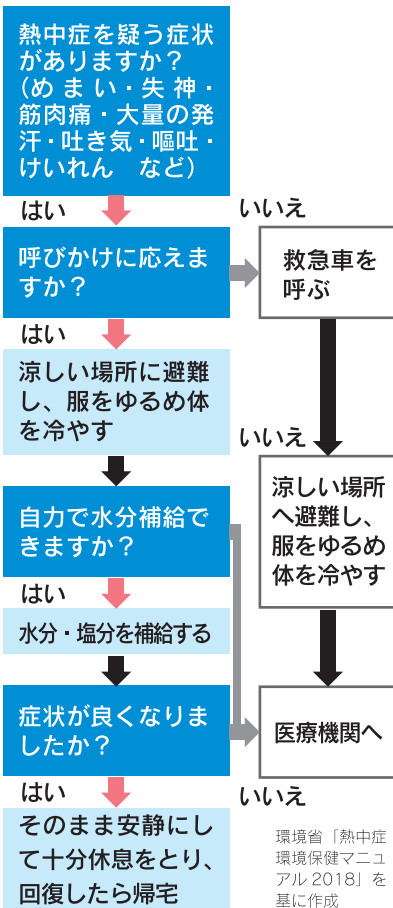 熱中症を疑う症状
がありますか？
（めまい・失神・
筋肉痛・大量の発
汗・吐き気・嘔吐・
けいれん　など）
はい
いいえ
呼びかけに応えま
すか？
救急車を
呼ぶ
はい
涼しい場所に避難
し、服をゆるめ体
を冷やす
いいえ
涼しい場所
へ避難し、
服をゆるめ
体を冷やす
自力で水分補給で
きますか？
はい
水分・塩分を補給する
症状が良くなりま
したか？
医療機関へ
はい
いいえ
そのまま安静にし
て十分休息をとり、
回復したら帰宅
環境省「熱中症
環境保健マニュ
アル 2018」を
基に作成